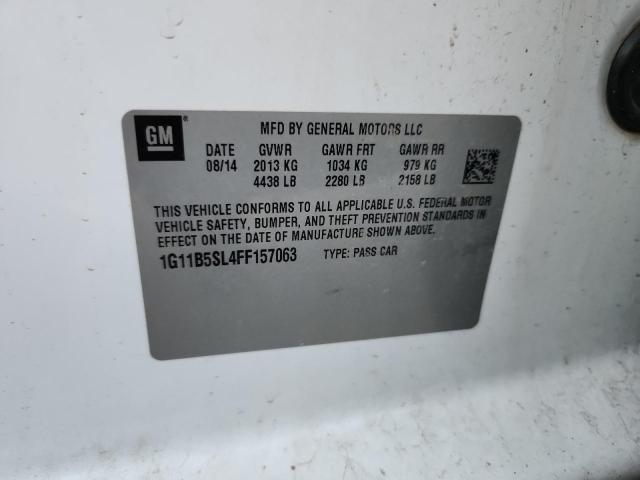 GM®
MFD BY GENERAL MOTORS LLC
DATE GVWR GAWR FRT GAWR RR
08/14 2013 KG 1034 KG 979 KG
4438 LB 2280 LB 2158 LB
THIS VEHICLE CONFORMS TO ALL APPLICABLE U.S. FEDERAL MOTOR
VEHICLE SAFETY, BUMPER, AND THEFT PREVENTION STANDARDS IN
EFFECT ON THE DATE OF MANUFACTURE SHOWN ABOVE.
1G11B5SL4FF157063 TYPE: PASS CAR